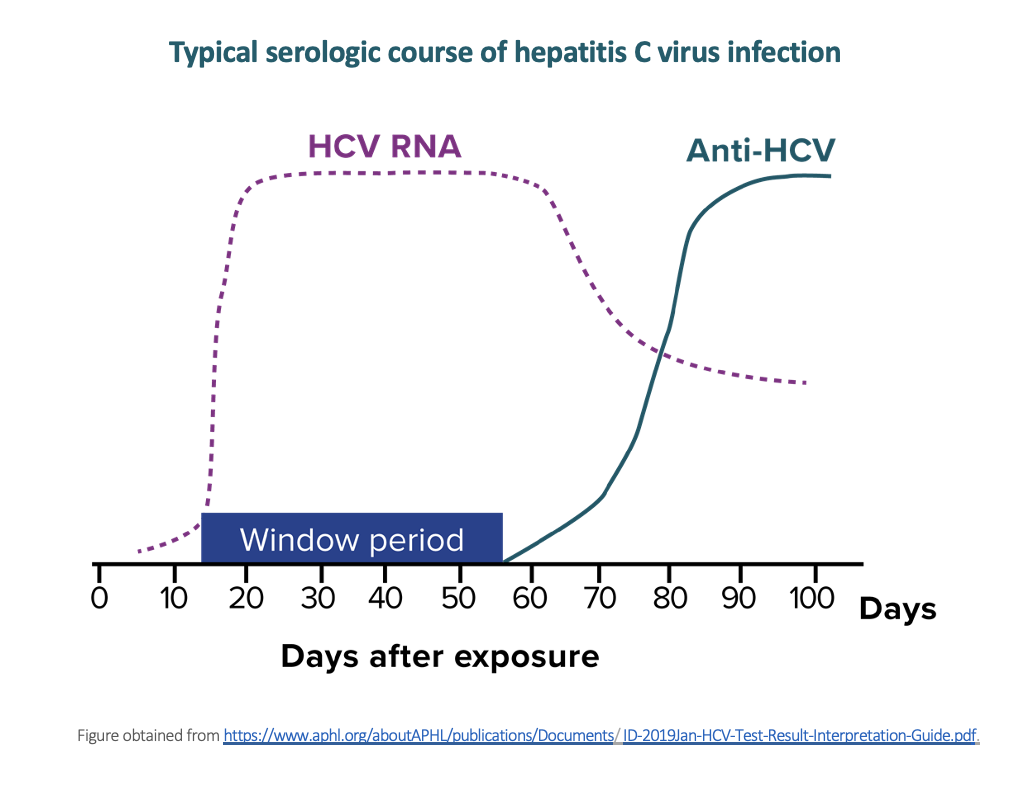 Typical serologic course of hepatitis C virus infection
HCV RNA
Anti-HCV
Window period
0 10 20 30 40 50 60 70 80 90 100 Days
Days after exposure
Figure obtained from https://www.aphl.org/aboutAPHL/publications/Documents/ ID-2019Jan-HCV-Test-Result-Interpretation-Guide.pdf.